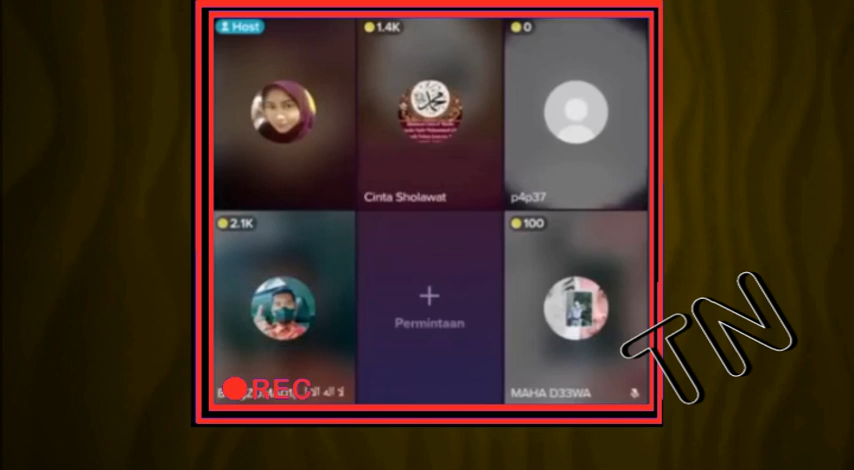 Host
1.4K
0
Cinta Sholawat
p4p37
2.1K
100
Permintaan
REC
MAHA D33WA
TN